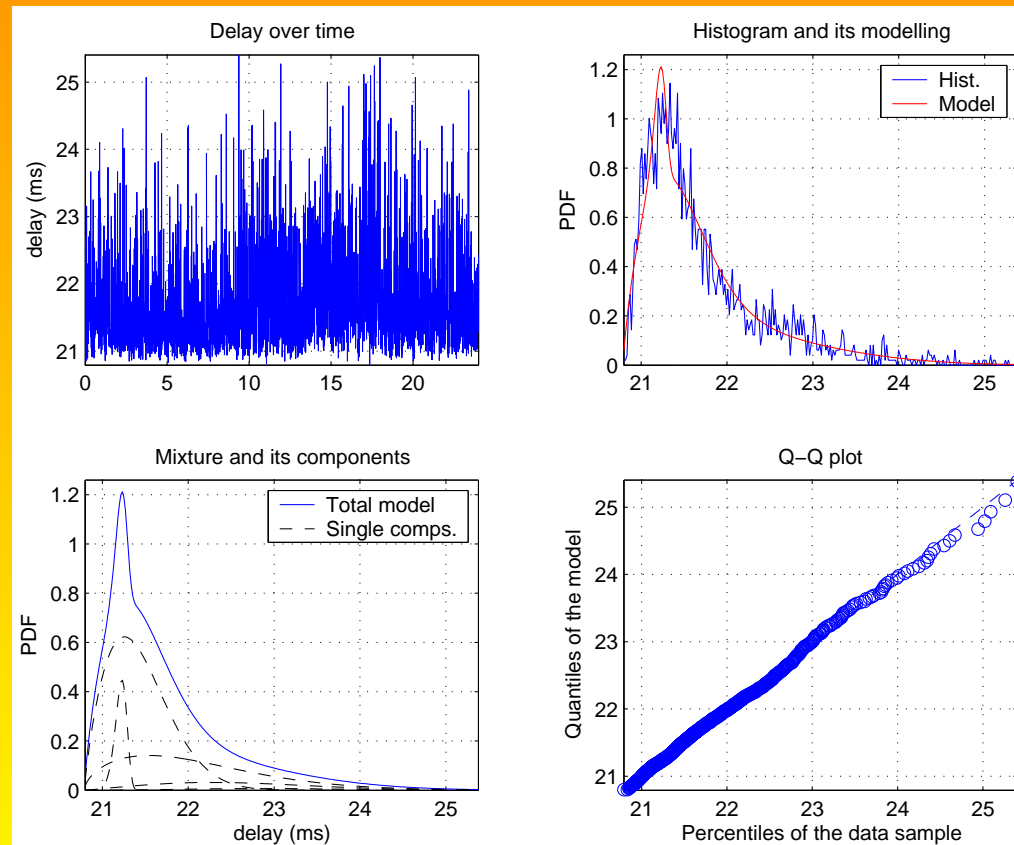 Delay over time
25
24
23
22
21
delay (ms)
0 5 10 15 20
Histogram and its modelling
1.2
1
0.8
0.6
0.4
0.2
0
PDF
Hist.
Model
21 22 23 24 25
Mixture and its components
1.2
1
0.8
0.6
0.4
0.2
0
PDF
Total model
Single comps.
21 22 23 24 25
delay (ms)
Q−Q plot
25
24
23
22
21
Quantiles of the model
21 22 23 24 25
Percentiles of the data sample